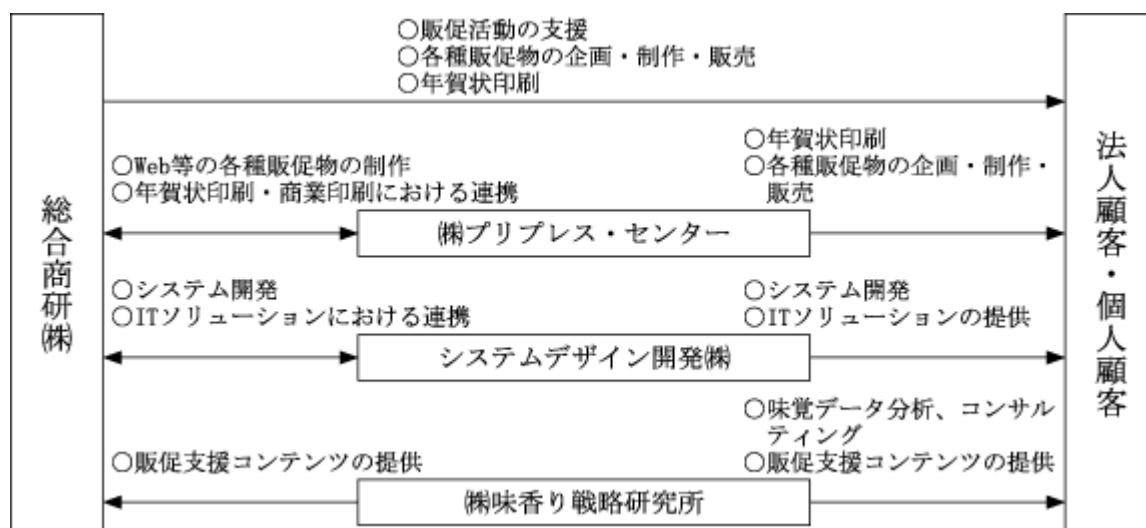 ○販促活動の支援
○各種販促物の企画・制作・販売
○年賀状印刷
総合商研㈱
法人顧客・個人顧客
○Web等の各種販促物の制作
○年賀状印刷・商業印刷における連携
○年賀状印刷
○各種販促物の企画・制作・
販売
㈱プリプレス・センター
○システム開発
○ITソリューションにおける連携
○システム開発
○ITソリューションの提供
システムデザイン開発㈱
○味覚データ分析、コンサル
ティング
○販促支援コンテンツの提供
○販促支援コンテンツの提供
㈱味香り戦略研究所